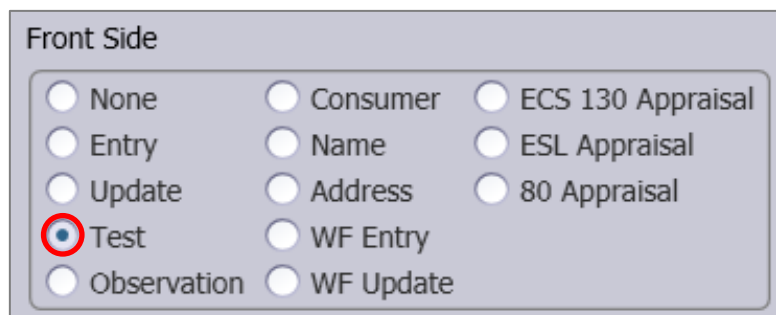 Front Side
None Consumer ECS 130 Appraisal
Entry Name ESL Appraisal
Update Address 80 Appraisal
Test WF Entry
Observation WF Update